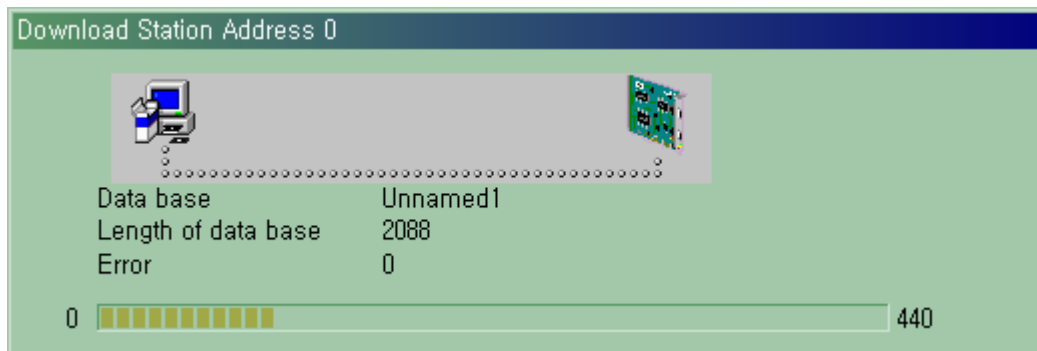 Download Station Address 0
Data base Unnamed1
Length of data base 2088
Error 0
0 440